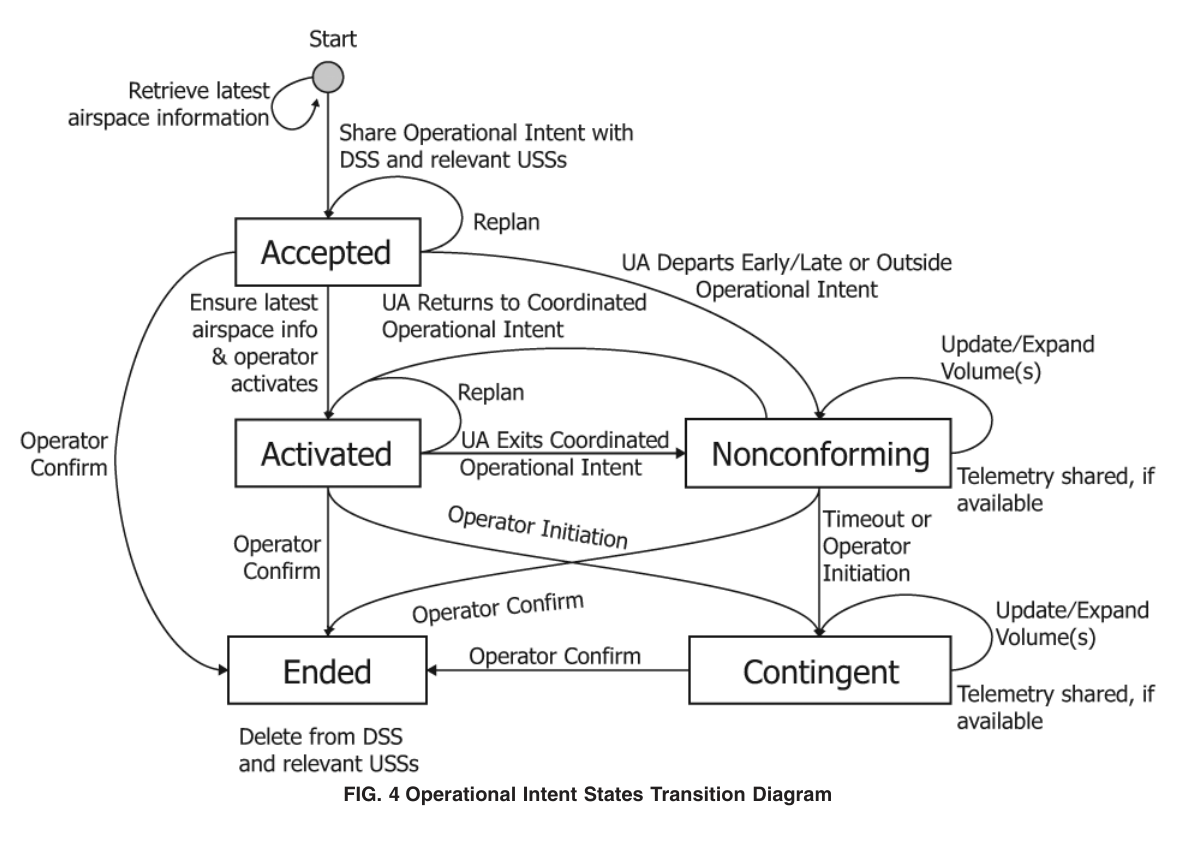 Start
Retrieve latest
airspace information
Share Operational Intent with
DSS and relevant USSs
Replan
Accepted
UA Departs Early/Late or Outside
Operational Intent
Ensure latest
airspace info
& operator
activates
UA Returns to Coordinated
Operational Intent
Update/Expand
Volume(s)
Replan
Operator
Confirm
Activated
UA Exits Coordinated
Operational Intent
Nonconforming
Telemetry shared, if
available
Operator Initiation
Timeout or
Operator
Initiation
Operator
Confirm
Operator Confirm
Update/Expand
Volume(s)
Ended
Operator Confirm
Contingent
Telemetry shared, if
available
Delete from DSS
and relevant USSs
FIG. 4 Operational Intent States Transition Diagram